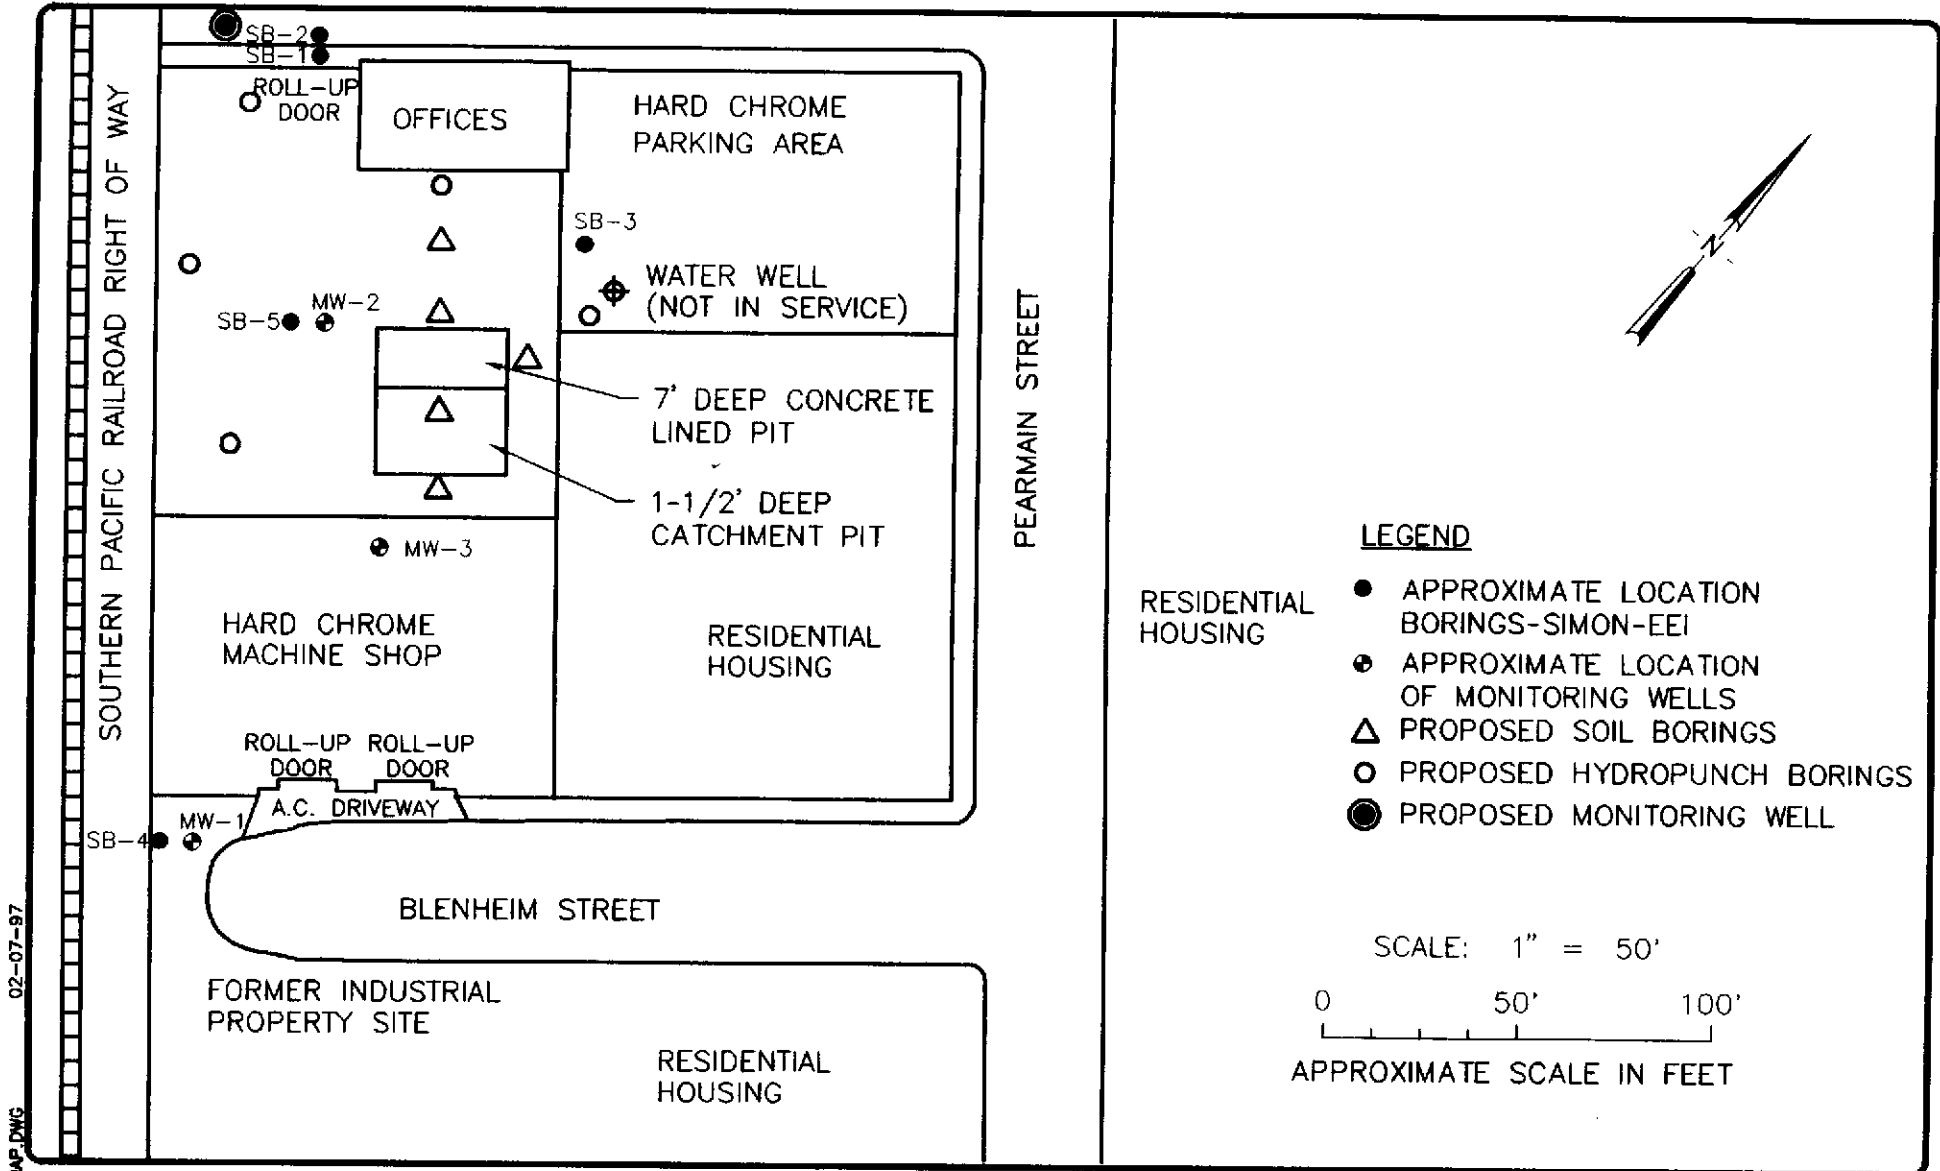 SB-2
SB-1
ROLL-UP
DOOR
OFFICES
HARD CHROME
PARKING AREA
SOUTHERN PACIFIC RAILROAD RIGHT OF WAY
SB-3
WATER WELL
(NOT IN SERVICE)
MW-2
SB-5
N
PEARMAIN STREET
7' DEEP CONCRETE
LINED PIT
1-1/2' DEEP
CATCHMENT PIT
MW-3
HARD CHROME
MACHINE SHOP
RESIDENTIAL
HOUSING
RESIDENTIAL
HOUSING
LEGEND
APPROXIMATE LOCATION
BORINGS-SIMON-EEI
APPROXIMATE LOCATION
OF MONITORING WELLS
PROPOSED SOIL BORINGS
PROPOSED HYDROPUNCH BORINGS
PROPOSED MONITORING WELL
ROLL-UP
DOOR
ROLL-UP
DOOR
A.C. DRIVEWAY
MW-1
SB-4
BLENHEIM STREET
FORMER INDUSTRIAL
PROPERTY SITE
RESIDENTIAL
HOUSING
SCALE: 1" = 50'
0 50' 100'
APPROXIMATE SCALE IN FEET
02-07-97